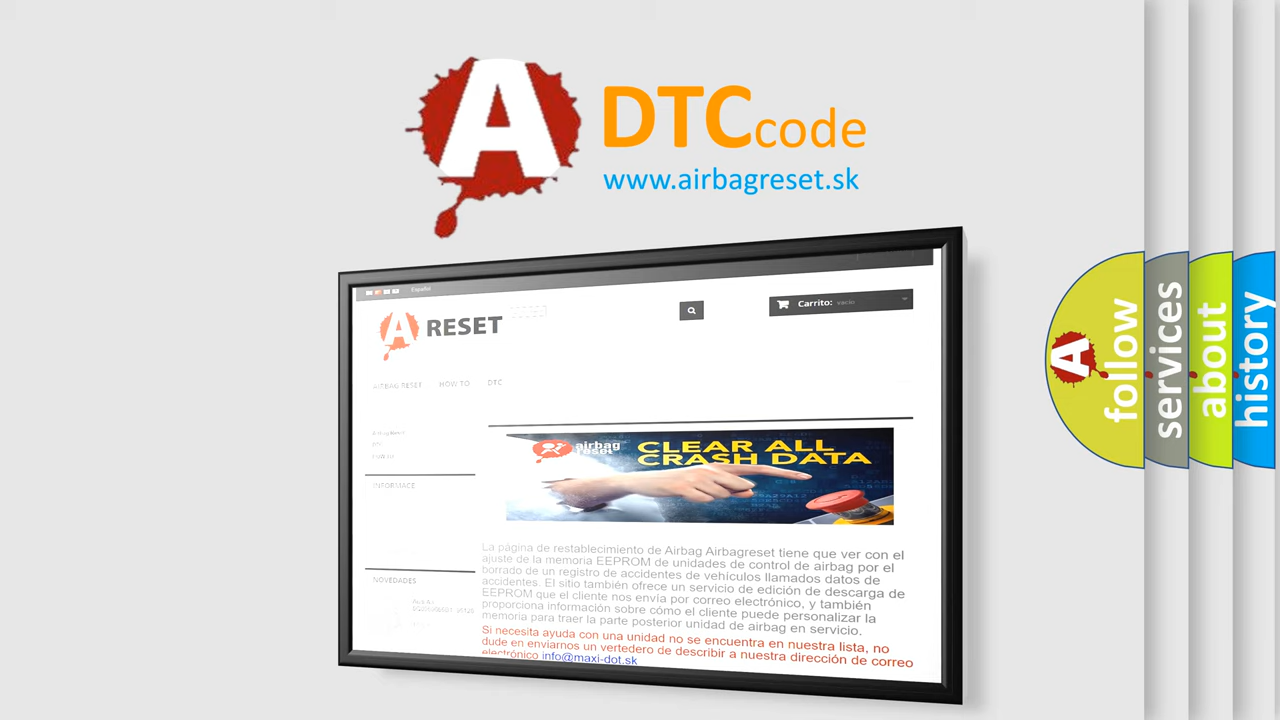 A
DTCcode
www.airbagreset.sk
Español
A RESET
Carrito: vacío
AIRBAG RESET HOW TO DTC
Airbag Reset
INFORMACE
NOVEDADES
airbag
reset
CLEAR ALL
CRASH DATA
La página de restablecimiento de Airbag Airbagreset tiene que ver con el
ajuste de la memoria EEPROM de unidades de control de airbag por el
borrado de un registro de accidentes de vehículos llamados datos de
accidentes. El sitio también ofrece un servicio de edición de descarga de
EEPROM que el cliente nos envía por correo electrónico, y también
proporciona información sobre cómo el cliente puede personalizar la
memoria para traer la parte posterior unidad de airbag en servicio.
Si necesita ayuda con una unidad no se encuentra en nuestra lista, no
dude en enviarnos un vertedero de describir a nuestra dirección de correo
electrónico info@maxi-dot.sk
A
follow
services
about
history